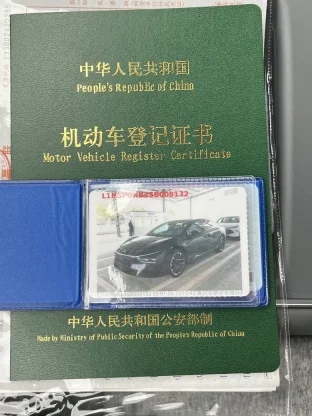 中华人民共和国
People's Republic of China
机动车登记证书
Motor Vehicle Register Certificate
中华人民共和国公安部制
Made by Ministry of Public Security of the People's Republic of China